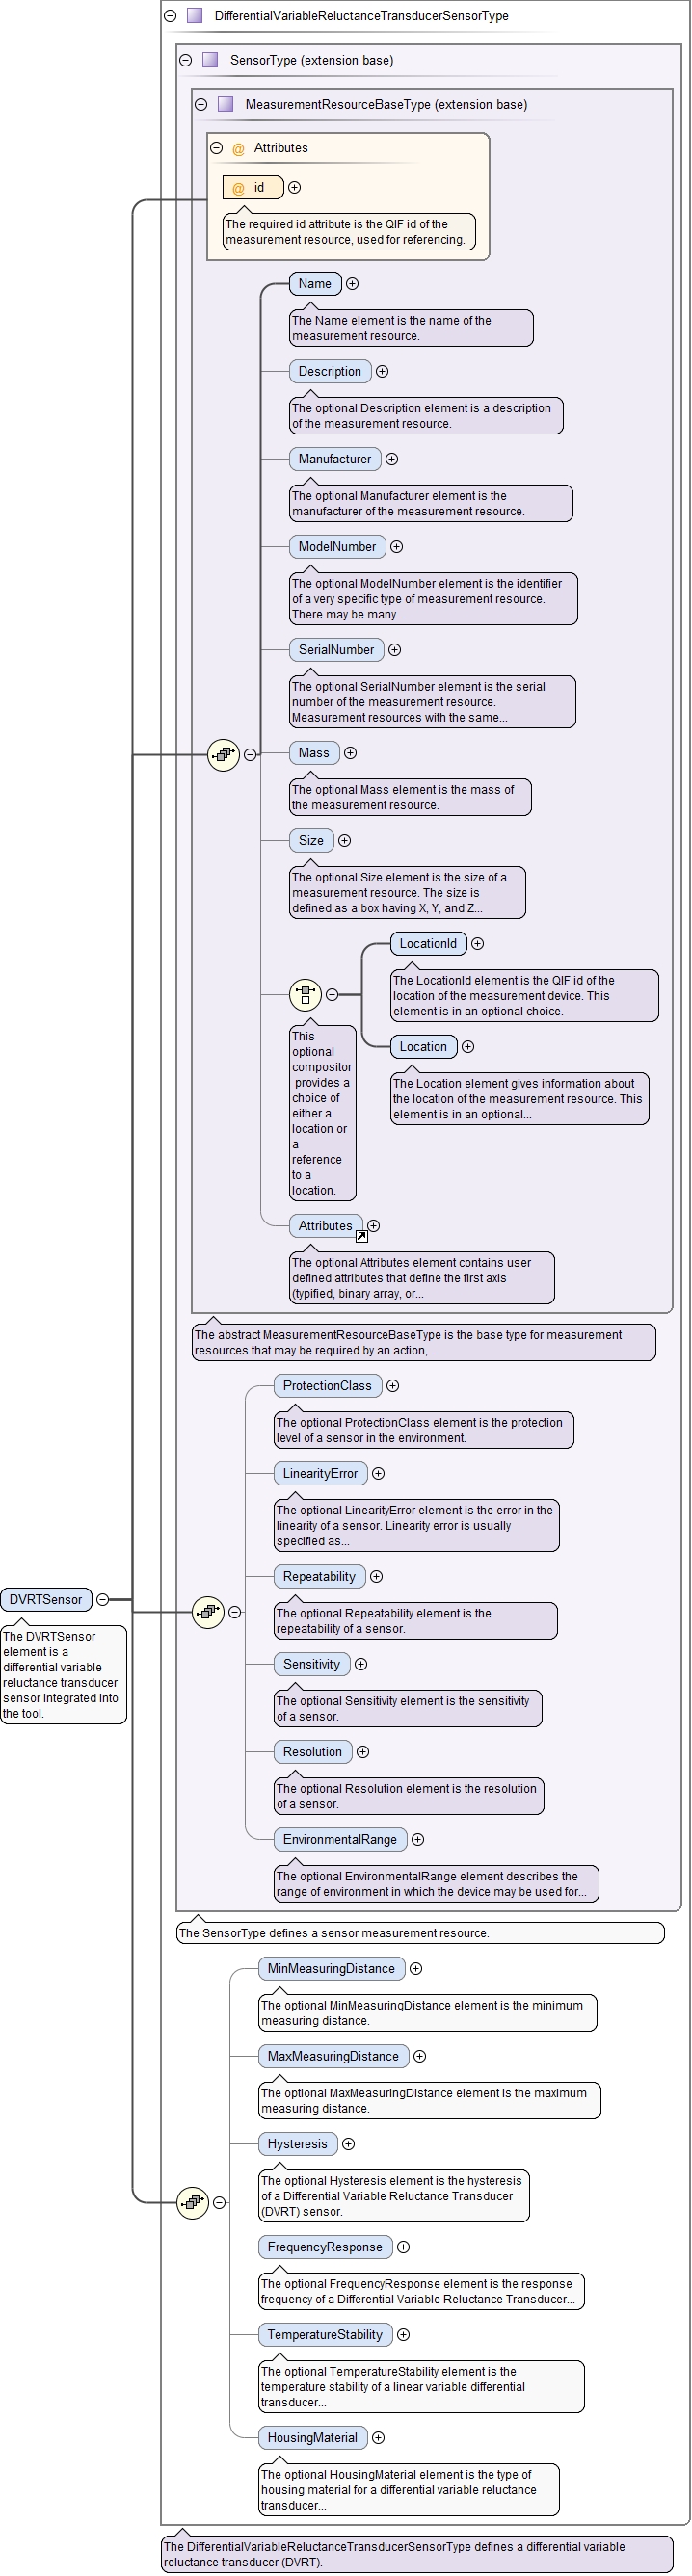 DifferentialVariableReluctanceTransducerSensorType
SensorType (extension base)
MeasurementResourceBaseType (extension base)
@ Attributes
@ id
The required id attribute is the QIF id of the
measurement resource, used for referencing.
Name
The Name element is the name of the
measurement resource.
Description
The optional Description element is a description
of the measurement resource.
Manufacturer
The optional Manufacturer element is the
manufacturer of the measurement resource.
ModelNumber
The optional ModelNumber element is the identifier
of a very specific type of measurement resource.
There may be many...
SerialNumber
The optional SerialNumber element is the serial
number of the measurement resource.
Measurement resources with the same...
Mass
The optional Mass element is the mass of
the measurement resource.
Size
The optional Size element is the size of a
measurement resource. The size is
defined as a box having X, Y, and Z...
LocationId
The LocationId element is the QIF id of the
location of the measurement device. This
element is in an optional choice.
Location
The Location element gives information about
the location of the measurement resource. This
element is in an optional...
This
optional
compositor
provides a
choice of
either a
location or
a
reference
to a
location.
Attributes
The optional Attributes element contains user
defined attributes that define the first axis
(typified, binary array, or...
The abstract MeasurementResourceBaseType is the base type for measurement
resources that may be required by an action,...
ProtectionClass
The optional ProtectionClass element is the protection
level of a sensor in the environment.
LinearityError
The optional LinearityError element is the error in the
linearity of a sensor. Linearity error is usually
specified as...
Repeatability
The optional Repeatability element is the
repeatability of a sensor.
Sensitivity
The optional Sensitivity element is the sensitivity
of a sensor.
Resolution
The optional Resolution element is the resolution
of a sensor.
EnvironmentalRange
The optional EnvironmentalRange element describes the
range of environment in which the device may be used for...
DVRTSensor
The DVRTSensor
element is a
differential variable
reluctance transducer
sensor integrated into
the tool.
The SensorType defines a sensor measurement resource.
MinMeasuringDistance
The optional MinMeasuringDistance element is the minimum
measuring distance.
MaxMeasuringDistance
The optional MaxMeasuringDistance element is the maximum
measuring distance.
Hysteresis
The optional Hysteresis element is the hysteresis
of a Differential Variable Reluctance Transducer
(DVRT) sensor.
FrequencyResponse
The optional FrequencyResponse element is the response
frequency of a Differential Variable Reluctance Transducer...
TemperatureStability
The optional TemperatureStability element is the
temperature stability of a linear variable differential
transducer...
HousingMaterial
The optional HousingMaterial element is the type of
housing material for a differential variable reluctance
transducer...
The DifferentialVariableReluctanceTransducerSensorType defines a differential variable
reluctance transducer (DVRT).